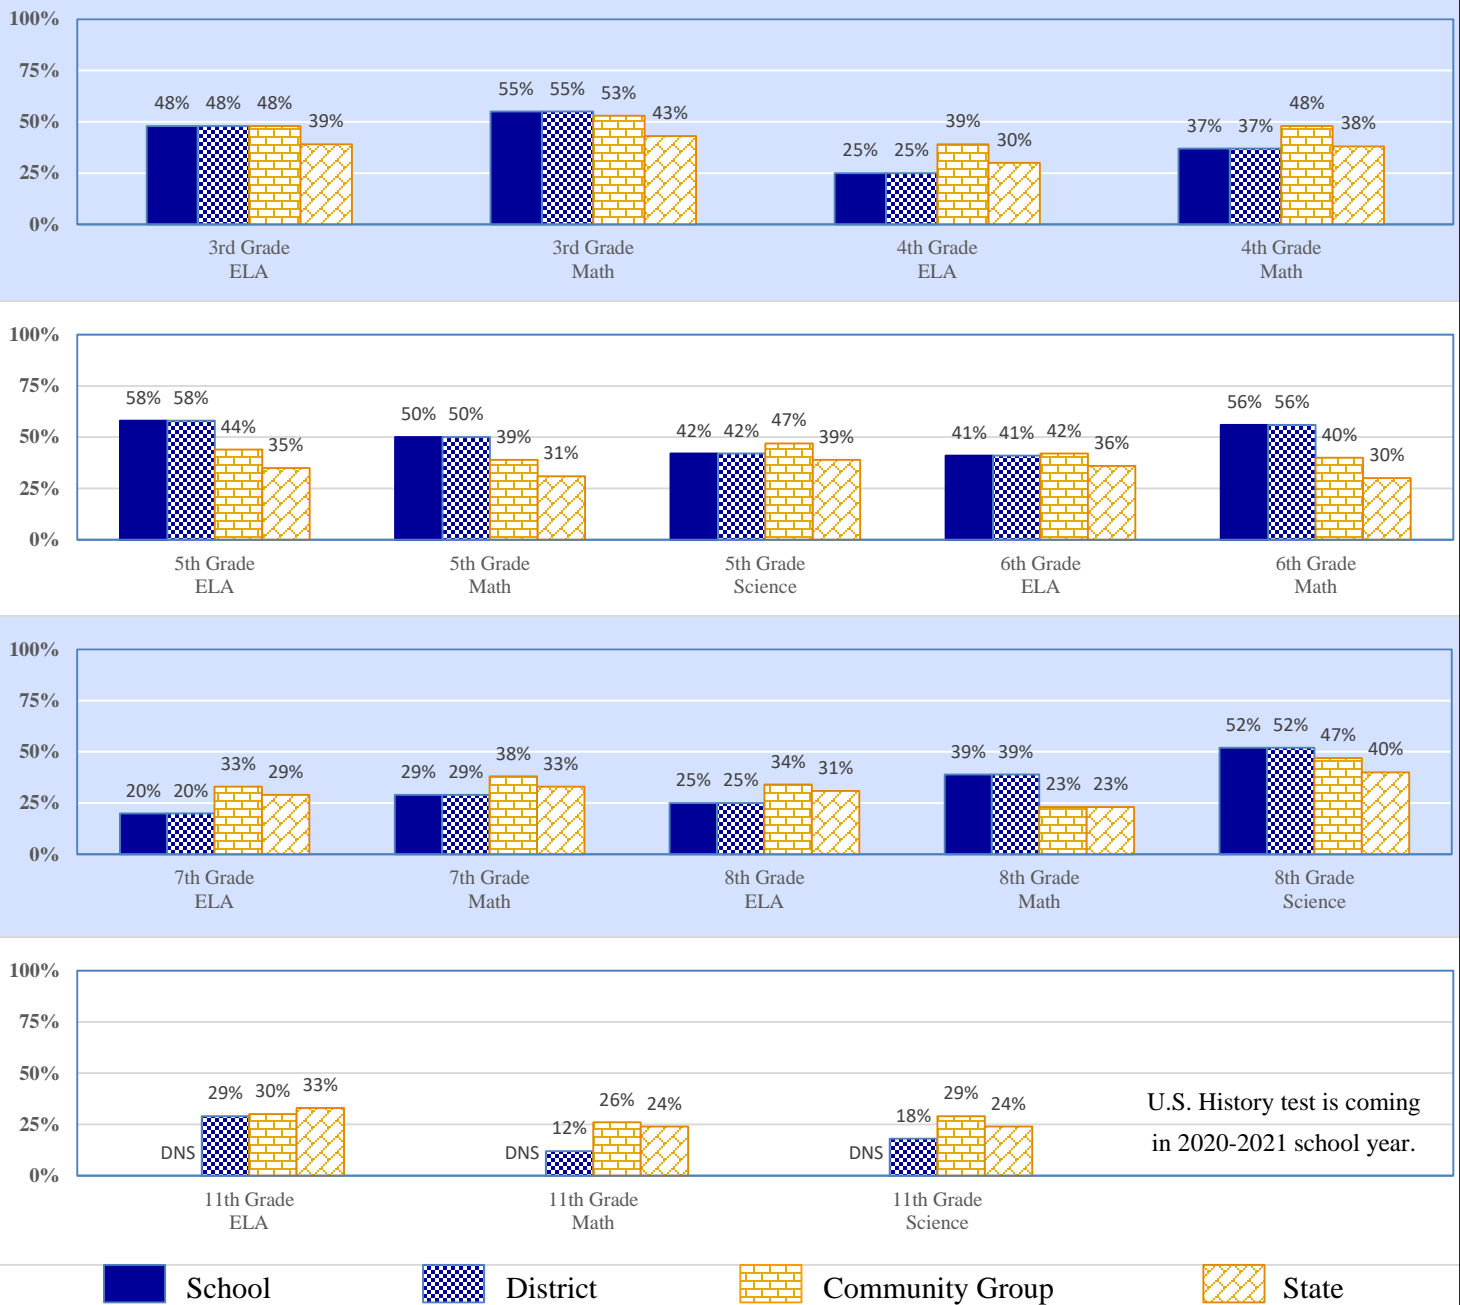 100%
75%
50%
25%
0%
48% 48% 48% 39%
55% 55% 53% 43%
25% 25% 39% 30%
37% 37% 48% 38%
3rd Grade
ELA
3rd Grade
Math
4th Grade
ELA
4th Grade
Math
100%
75%
50%
25%
0%
58% 58% 44% 35%
50% 50% 39% 31%
42% 42% 47% 39%
41% 41% 42% 36%
56% 56% 40% 30%
5th Grade
ELA
5th Grade
Math
5th Grade
Science
6th Grade
ELA
6th Grade
Math
100%
75%
50%
25%
0%
20% 20% 33% 29%
29% 29% 38% 33%
25% 25% 34% 31%
39% 39% 23% 23%
52% 52% 47% 40%
7th Grade
ELA
7th Grade
Math
8th Grade
ELA
8th Grade
Math
8th Grade
Science
100%
75%
50%
25%
0%
DNS 29% 30% 33%
DNS 12% 26% 24%
DNS 18% 29% 24%
U.S. History test is coming
in 2020-2021 school year.
11th Grade
ELA
11th Grade
Math
11th Grade
Science
School
District
Community Group
State